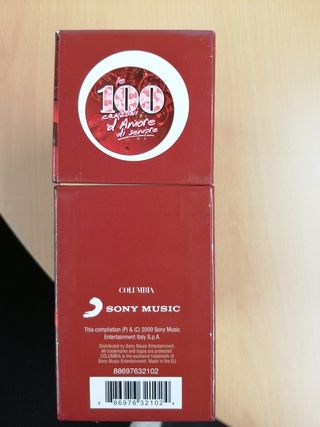 le
100
canzoni
d'Amore
di sempre
COLUMBIA
SONY MUSIC
This compilation (P) & (C) 2009 Sony Music
Entertainment Italy S.p.A.
Distributed by Sony Music Entertainment.
All trademarks and logos are protected.
COLUMBIA is the exclusive trademark of
Sony Music Entertainment. Made in the EU
88697632102
8 86976 32102 4